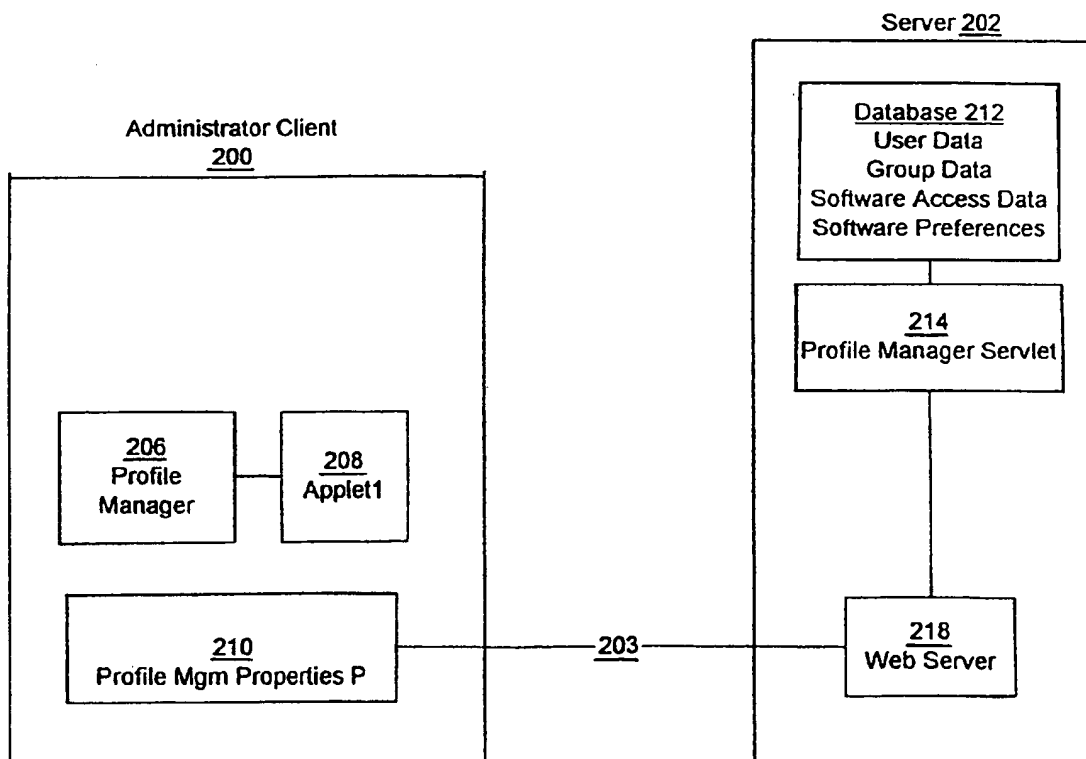 Server 202
Database 212
User Data
Group Data
Software Access Data
Software Preferences
214
Profile Manager Servlet
218
Web Server
Administrator Client
200
206
Profile
Manager
208
Applet1
210
Profile Mgm Properties P
203